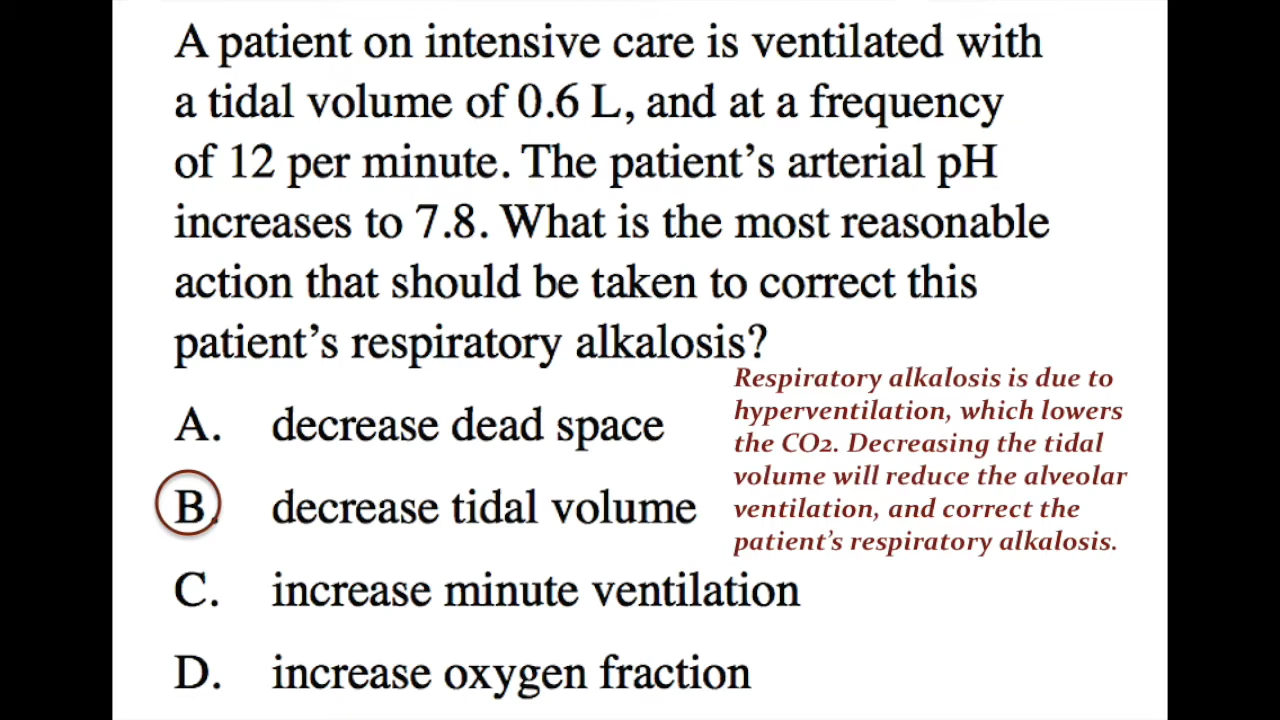 A patient on intensive care is ventilated with
a tidal volume of 0.6 L, and at a frequency
of 12 per minute. The patient's arterial pH
increases to 7.8. What is the most reasonable
action that should be taken to correct this
patient's respiratory alkalosis?
A. decrease dead space
B. decrease tidal volume
C. increase minute ventilation
D. increase oxygen fraction
Respiratory alkalosis is due to
hyperventilation, which lowers
the CO2. Decreasing the tidal
volume will reduce the alveolar
ventilation, and correct the
patient's respiratory alkalosis.